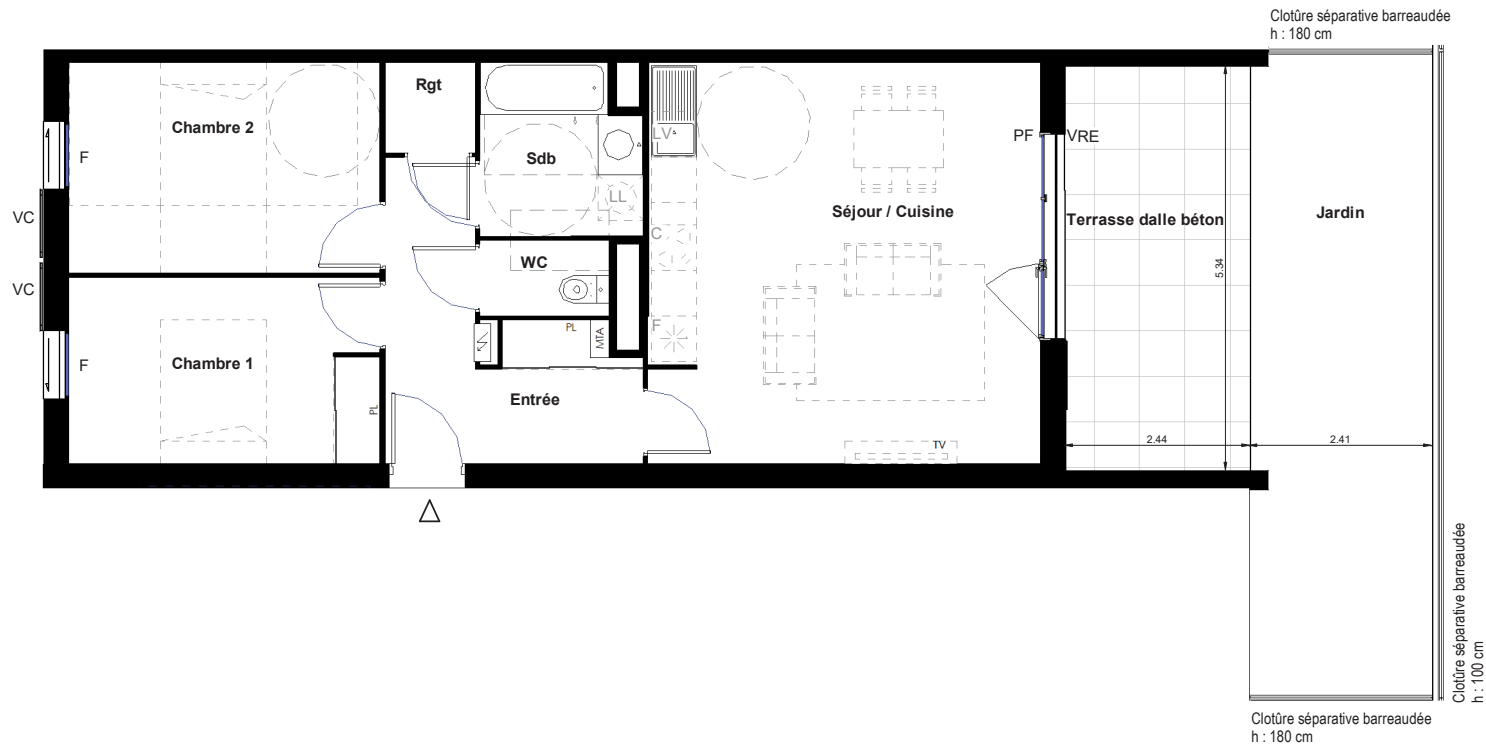 Clotûre séparative barreaudée
h : 180 cm
Rgt
Chambre 2
F
LV
PF
VRE
Sdb
LL
VC
Séjour / Cuisine
Terrasse dalle béton
Jardin
C
WC
5.34
VC
PL
MTA
F
F
Chambre 1
PL
Entrée
TV
2.44
2.41
Clotûre séparative barreaudée
h : 100 cm
Clotûre séparative barreaudée
h : 180 cm